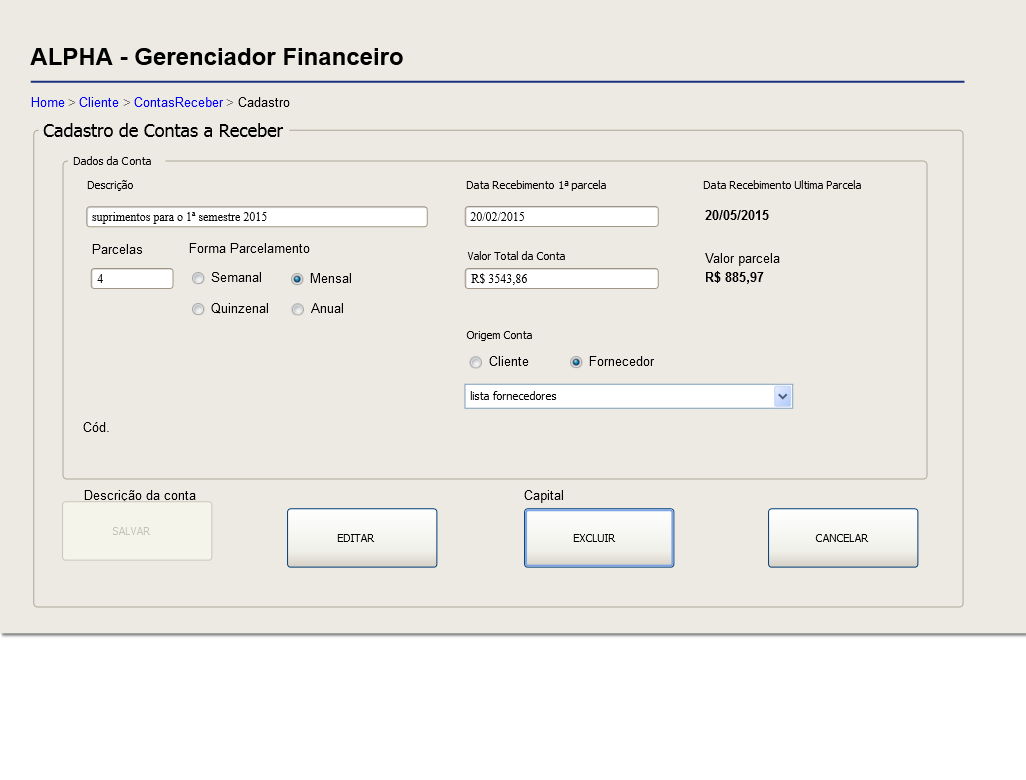 ALPHA - Gerenciador Financeiro
Home > Cliente > ContasReceber > Cadastro
Cadastro de Contas a Receber
Dados da Conta
Descrição
Data Recebimento 1ª parcela
Data Recebimento Ultima Parcela
suprimentos para o 1ª semestre 2015
20/02/2015
20/05/2015
Parcelas
Forma Parcelamento
Valor Total da Conta
Valor parcela
4
Semanal
Mensal
R$ 3543,86
R$ 885,97
Quinzenal
Anual
Origem Conta
Cliente
Fornecedor
lista fornecedores
Cód.
Descrição da conta
Capital
SALVAR
EDITAR
EXCLUIR
CANCELAR